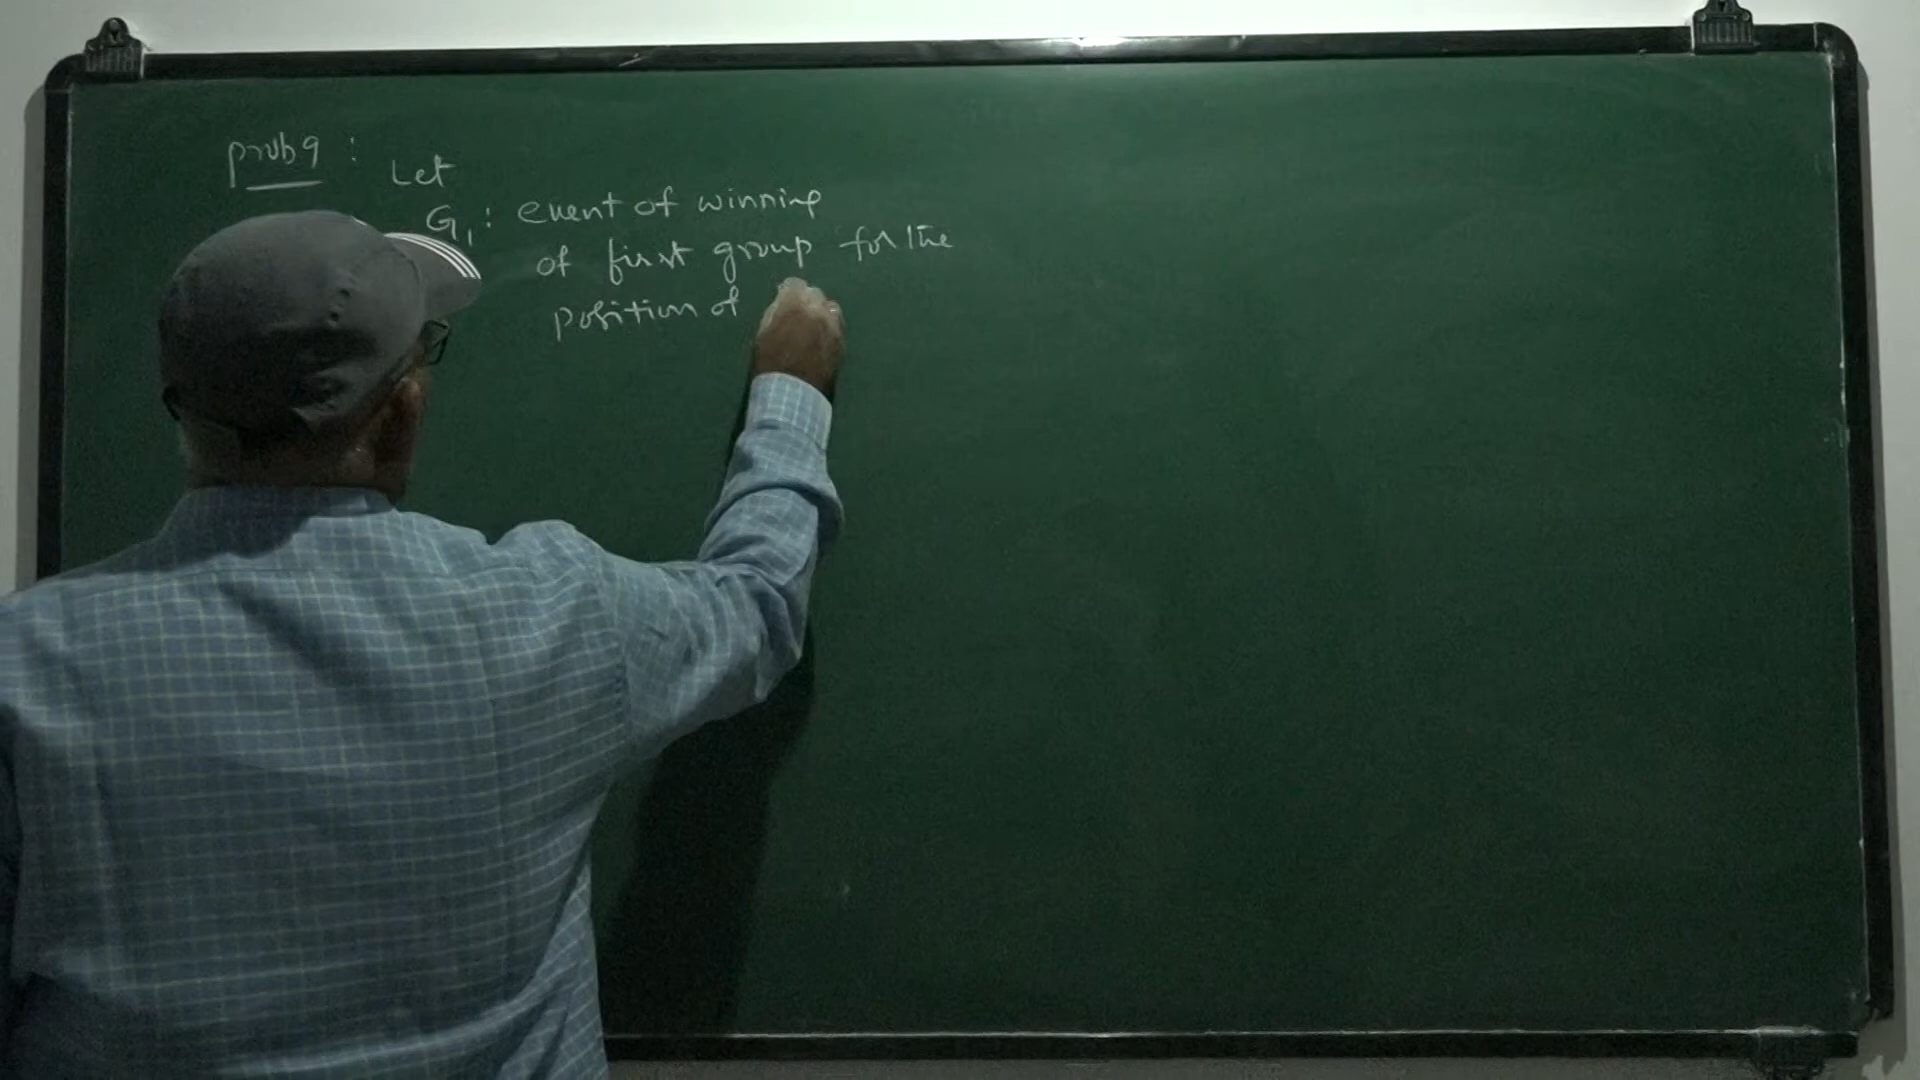 prob 9 :
Let
G₁ : event of winning
of first group for the
position of